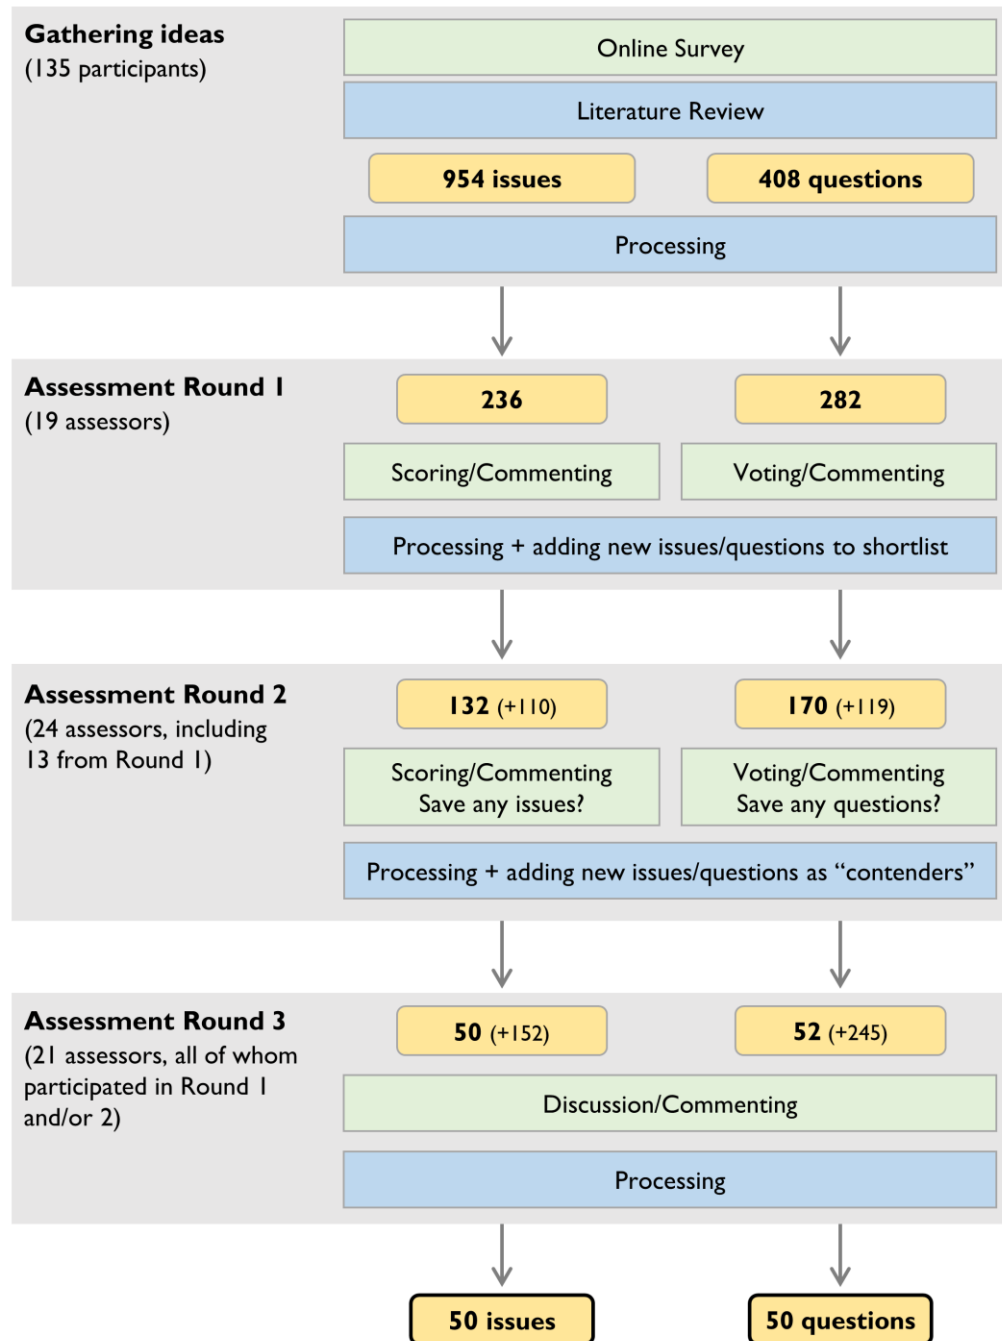 Gathering ideas
(135 participants)
Online Survey
Literature Review
954 issues
408 questions
Processing
Assessment Round 1
(19 assessors)
236
282
Scoring/Commenting
Voting/Commenting
Processing + adding new issues/questions to shortlist
Assessment Round 2
(24 assessors, including
13 from Round 1)
132 (+110)
170 (+119)
Scoring/Commenting
Save any issues?
Voting/Commenting
Save any questions?
Processing + adding new issues/questions as “contenders”
Assessment Round 3
(21 assessors, all of whom
participated in Round 1
and/or 2)
50 (+152)
52 (+245)
Discussion/Commenting
Processing
50 issues
50 questions